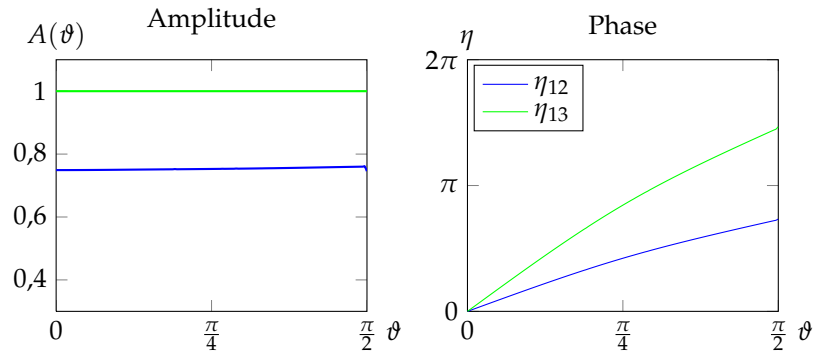 Amplitude
A(ϑ)
1
0,8
0,6
0,4
0
π/4
π/2 ϑ
Phase
η
2π
η₁₂
η₁₃
π
0
0
π/4
π/2 ϑ